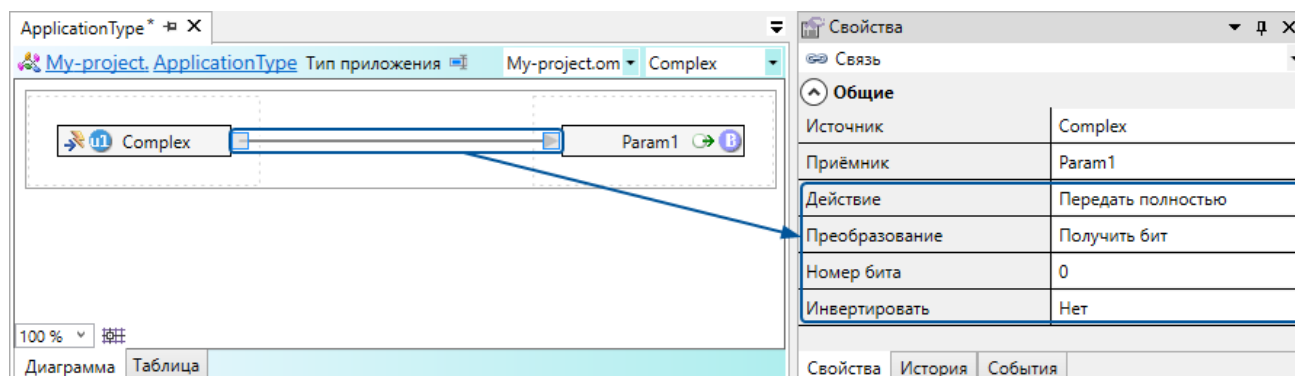 ApplicationType*
My-project. ApplicationType Тип приложения My-project.om Complex
u1 Complex
Param1 B
100 %
Диаграмма Таблица
Свойства
Связь
Общие
Источник Complex
Приёмник Param1
Действие Передать полностью
Преобразование Получить бит
Номер бита 0
Инвертировать Нет
Свойства История События